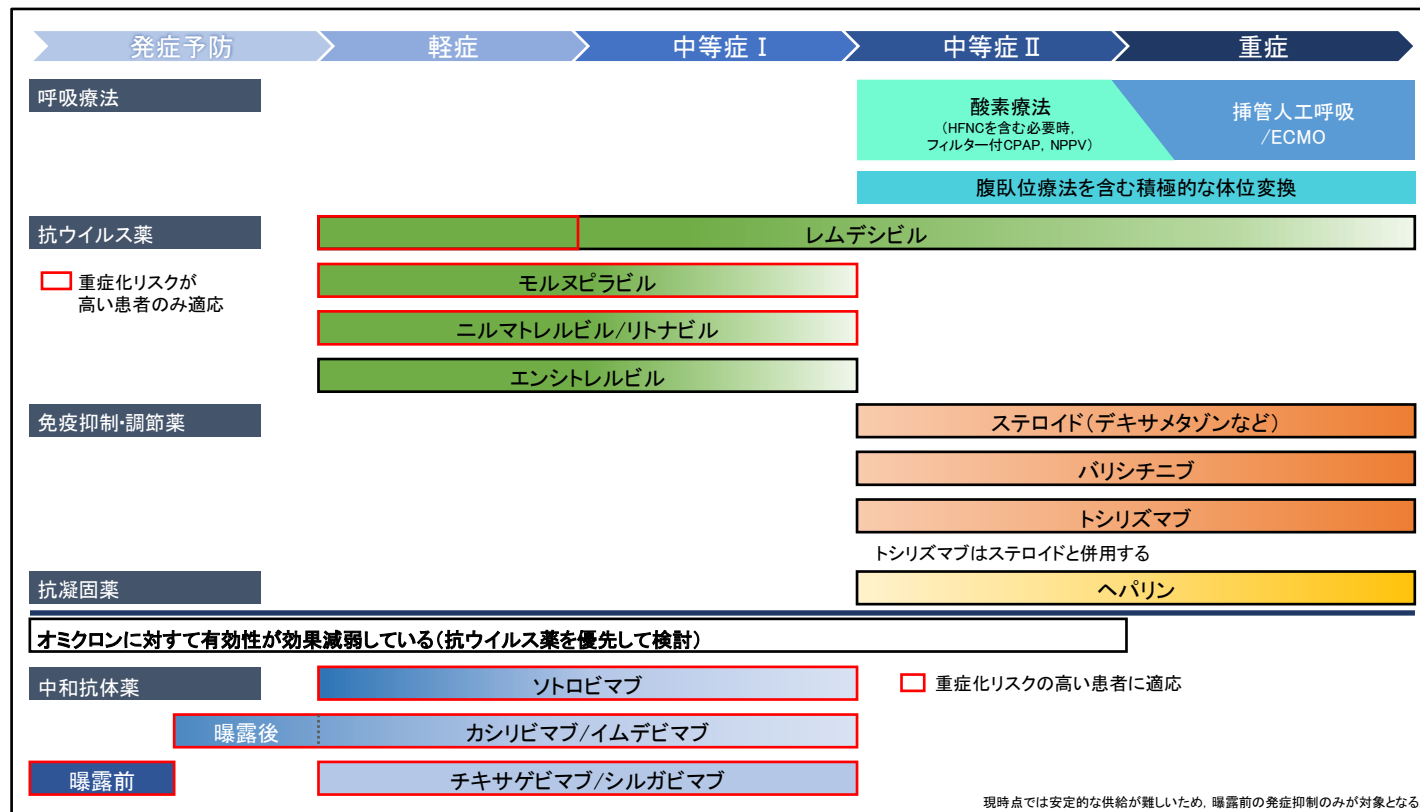 発症予防
軽症
中等症Ⅰ
中等症Ⅱ
重症
呼吸療法
酸素療法
(HFNCを含む必要時,
フィルター付CPAP, NPPV)
挿管人工呼吸
/ECMO
腹臥位療法を含む積極的な体位変換
抗ウイルス薬
レムデシビル
重症化リスクが
高い患者のみ適応
モルヌピラビル
ニルマトレルビル/リトナビル
エンシトレルビル
免疫抑制・調節薬
ステロイド(デキサメタゾンなど)
バリシチニブ
トシリズマブ
トシリズマブはステロイドと併用する
抗凝固薬
ヘパリン
オミクロンに対すて有効性が効果減弱している(抗ウイルス薬を優先して検討)
中和抗体薬
ソトロビマブ
重症化リスクの高い患者に適応
曝露後
カシリビマブ/イムデビマブ
曝露前
チキサゲビマブ/シルガビマブ
現時点では安定的な供給が難しいため, 曝露前の発症抑制のみが対象となる